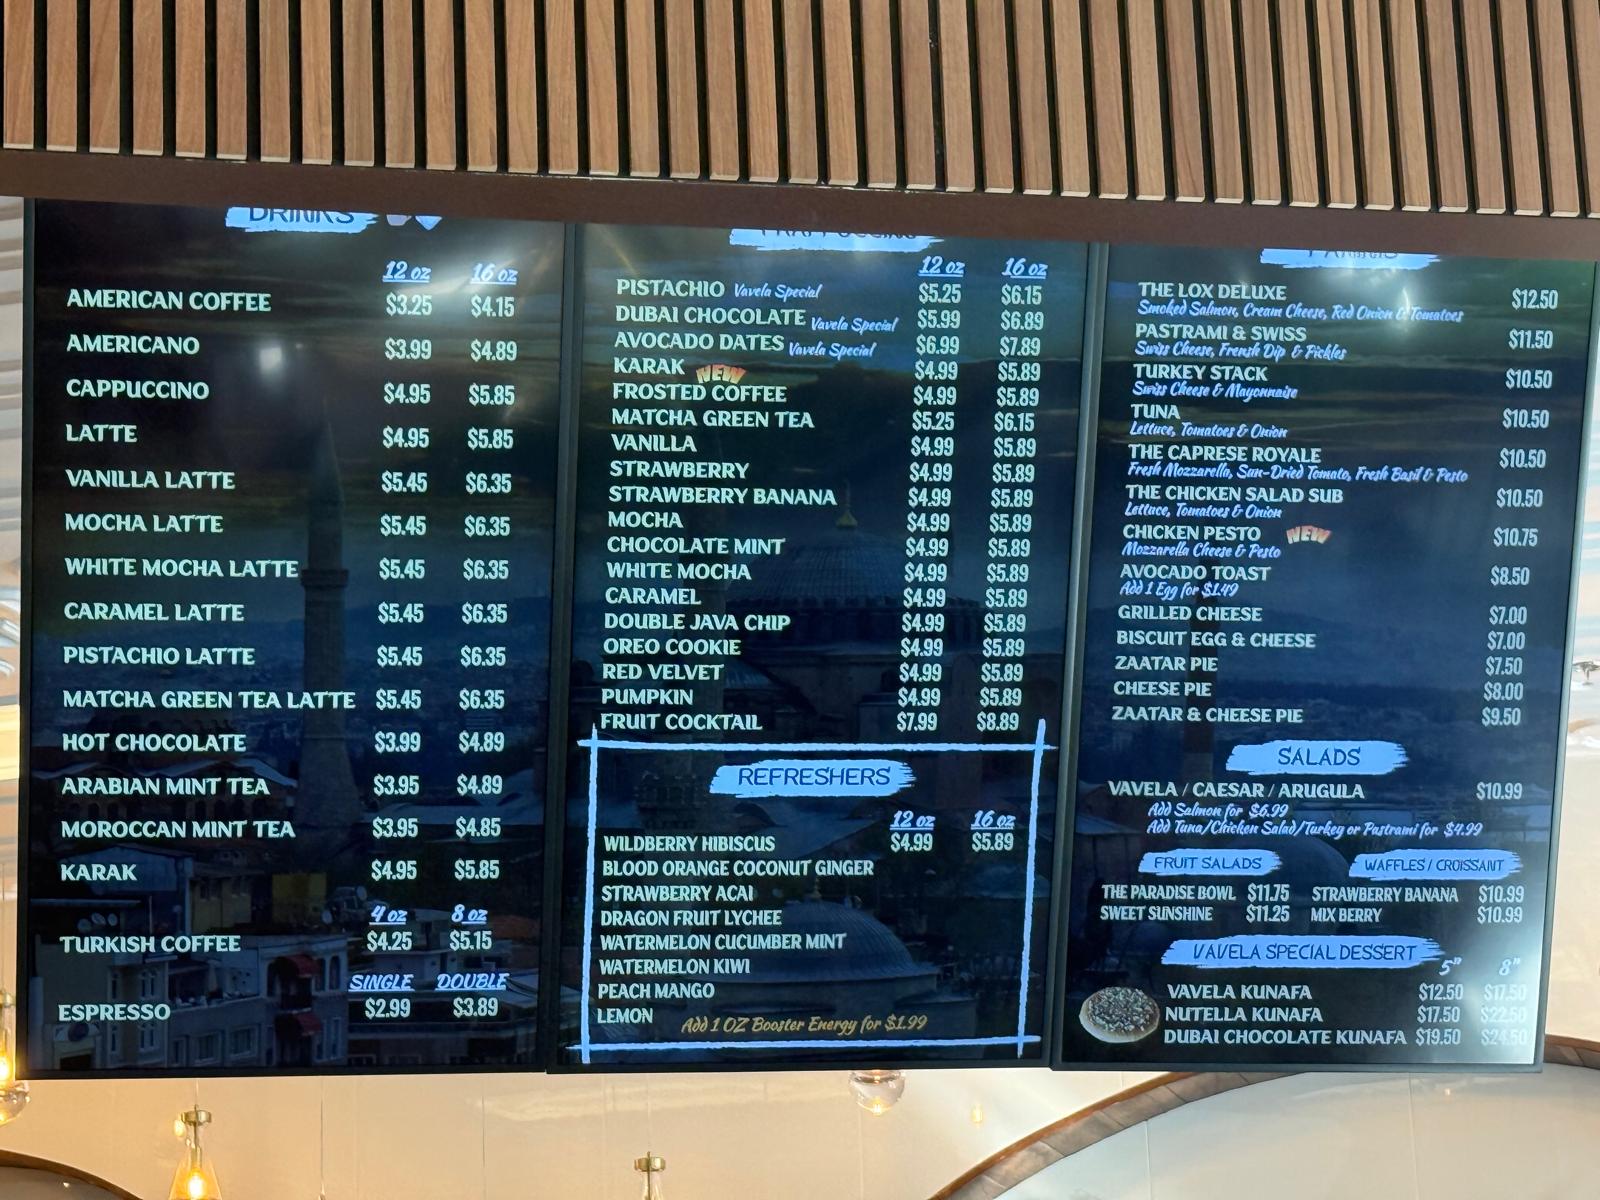 DRINKS
12 oz 16 oz
AMERICAN COFFEE $3.25 $4.15
AMERICANO $3.99 $4.89
CAPPUCCINO $4.95 $5.85
LATTE $4.95 $5.85
VANILLA LATTE $5.45 $6.35
MOCHA LATTE $5.45 $6.35
WHITE MOCHA LATTE $5.45 $6.35
CARAMEL LATTE $5.45 $6.35
PISTACHIO LATTE $5.45 $6.35
MATCHA GREEN TEA LATTE $5.45 $6.35
HOT CHOCOLATE $3.99 $4.89
ARABIAN MINT TEA $3.95 $4.89
MOROCCAN MINT TEA $3.95 $4.85
KARAK $4.95 $5.85
4 oz 8 oz
TURKISH COFFEE $4.25 $5.15
SINGLE DOUBLE
ESPRESSO $2.99 $3.89
FRAPPUCCINO
12 oz 16 oz
PISTACHIO Vavela Special $5.25 $6.15
DUBAI CHOCOLATE Vavela Special $5.99 $6.89
AVOCADO DATES Vavela Special $6.99 $7.89
KARAK NEW $4.99 $5.89
FROSTED COFFEE $4.99 $5.89
MATCHA GREEN TEA $5.25 $6.15
VANILLA $4.99 $5.89
STRAWBERRY $4.99 $5.89
STRAWBERRY BANANA $4.99 $5.89
MOCHA $4.99 $5.89
CHOCOLATE MINT $4.99 $5.89
WHITE MOCHA $4.99 $5.89
CARAMEL $4.99 $5.89
DOUBLE JAVA CHIP $4.99 $5.89
OREO COOKIE $4.99 $5.89
RED VELVET $4.99 $5.89
PUMPKIN $4.99 $5.89
FRUIT COCKTAIL $7.99 $8.89
REFRESHERS
12 oz 16 oz
WILDBERRY HIBISCUS $4.99 $5.89
BLOOD ORANGE COCONUT GINGER
STRAWBERRY ACAI
DRAGON FRUIT LYCHEE
WATERMELON CUCUMBER MINT
WATERMELON KIWI
PEACH MANGO
LEMON
Add 1 OZ Booster Energy for $1.99
THE LOX DELUXE $12.50
Smoked Salmon, Cream Cheese, Red Onion & Tomatoes
PASTRAMI & SWISS $11.50
Swiss Cheese, Frensh Dip & Pickles
TURKEY STACK $10.50
Swiss Cheese & Mayonnaise
TUNA $10.50
Lettuce, Tomatoes & Onion
THE CAPRESE ROYALE $10.50
Fresh Mozzarella, Sun-Dried Tomato, Fresh Basil & Pesto
THE CHICKEN SALAD SUB $10.50
Lettuce, Tomatoes & Onion
CHICKEN PESTO NEW $10.75
Mozzarella Cheese & Pesto
AVOCADO TOAST $8.50
Add 1 Egg for $1.49
GRILLED CHEESE $7.00
BISCUIT EGG & CHEESE $7.00
ZAATAR PIE $7.50
CHEESE PIE $8.00
ZAATAR & CHEESE PIE $9.50
SALADS
VAVELA / CAESAR / ARUGULA $10.99
Add Salmon for $6.99
Add Tuna/Chicken Salad/Turkey or Pastrami for $4.99
FRUIT SALADS
THE PARADISE BOWL $11.75
SWEET SUNSHINE $11.25
WAFFLES / CROISSANT
STRAWBERRY BANANA $10.99
MIX BERRY $10.99
VAVELA SPECIAL DESSERT
5" 8"
VAVELA KUNAFA $12.50 $17.50
NUTELLA KUNAFA $17.50 $22.50
DUBAI CHOCOLATE KUNAFA $19.50 $24.50